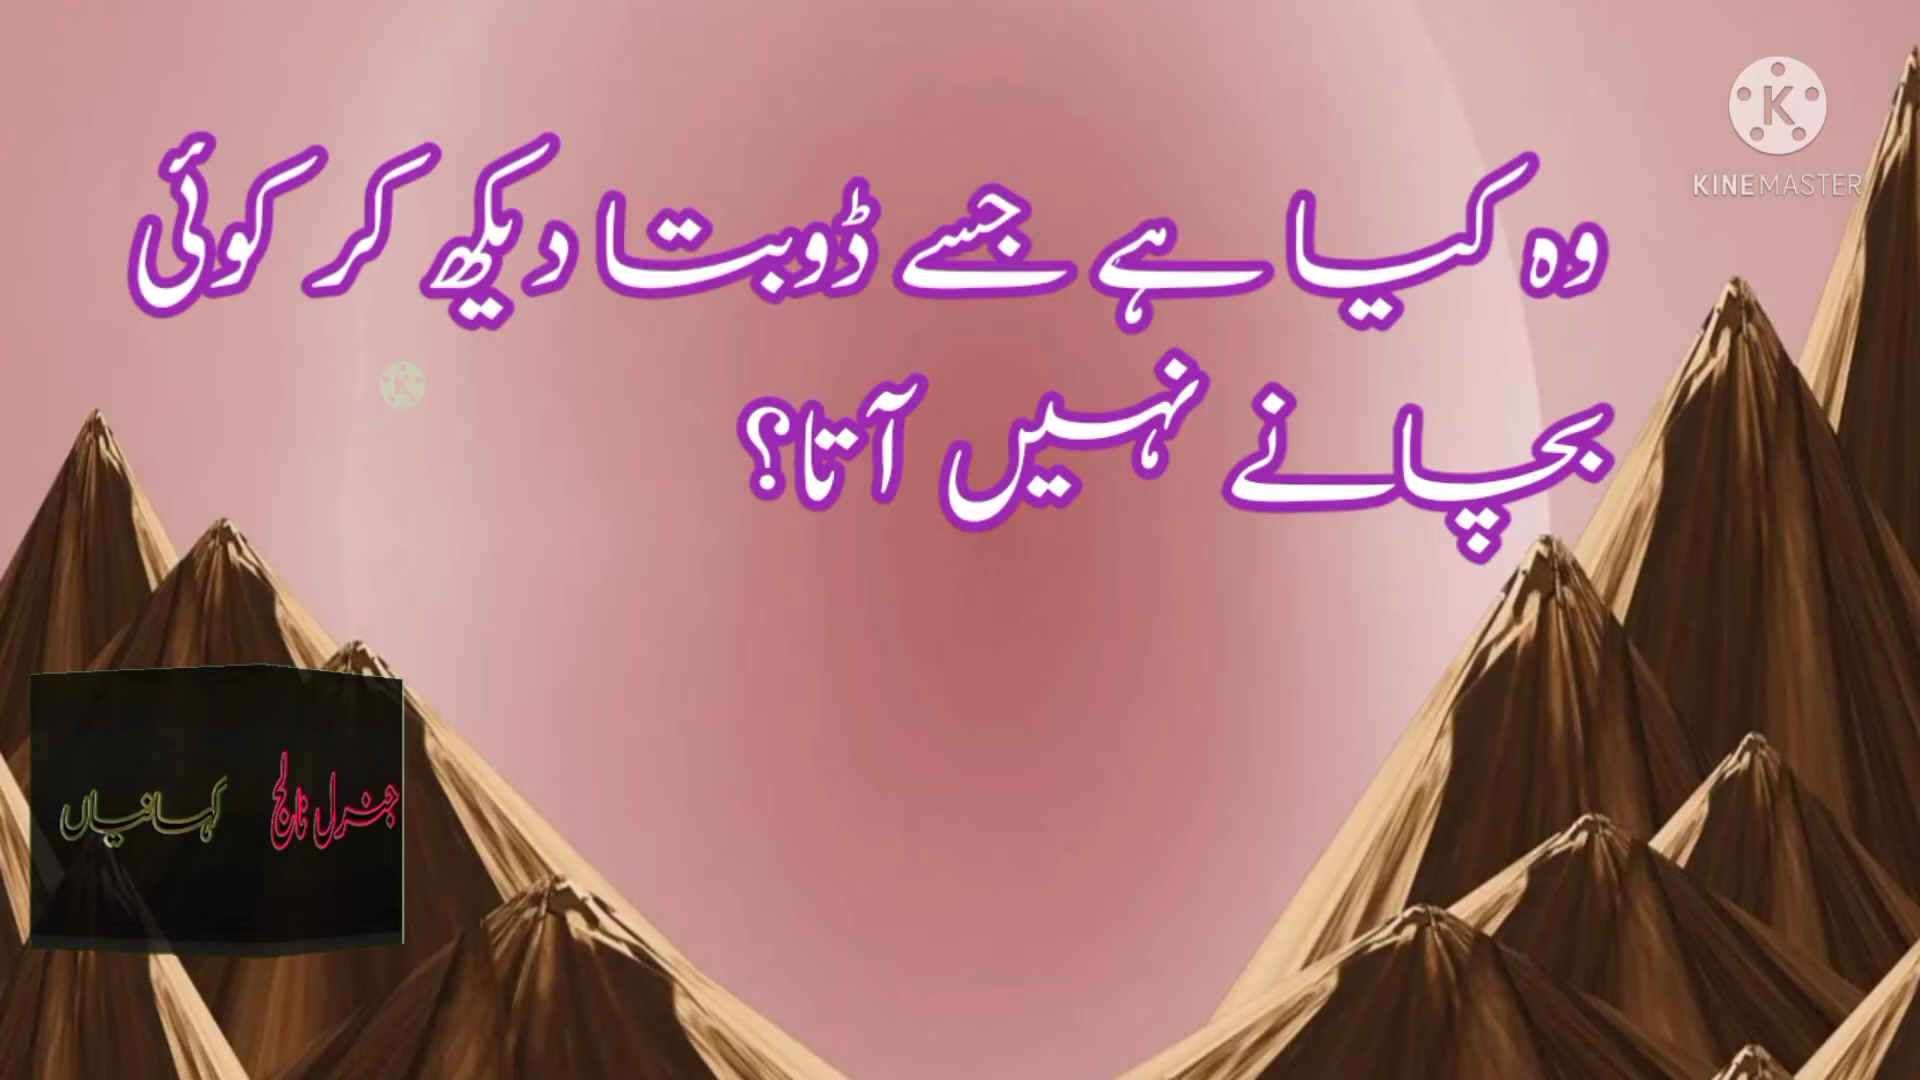 وہ کیا ہے جسے ڈوبتا دیکھ کر کوئی
بچانے نہیں آتا؟
KINEMASTER
جنرل نالج
کہانیاں